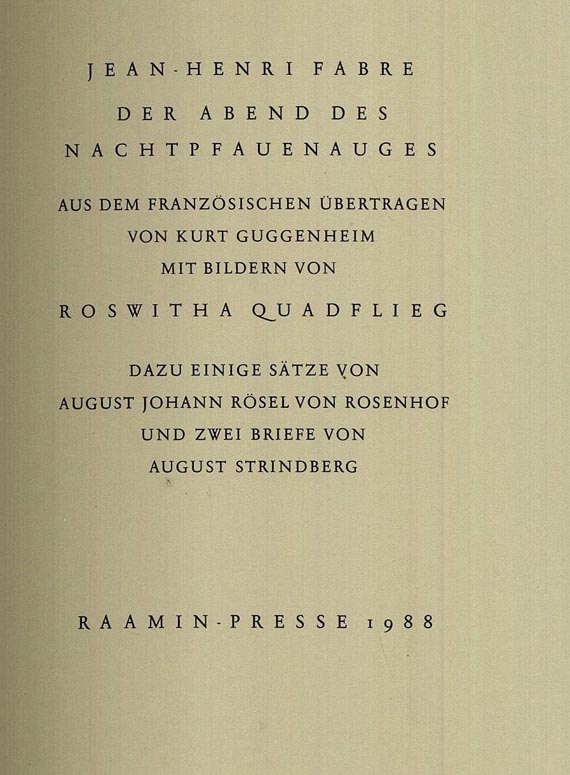 JEAN-HENRI FABRE
DER ABEND DES
NACHTPFAUENAUGES
AUS DEM FRANZÖSISCHEN ÜBERTRAGEN
VON KURT GUGGENHEIM
MIT BILDERN VON
ROSWITHA QUADFLIEG
DAZU EINIGE SÄTZE VON
AUGUST JOHANN RÖSEL VON ROSENHOF
UND ZWEI BRIEFE VON
AUGUST STRINDBERG
RAAMIN-PRESSE 1988